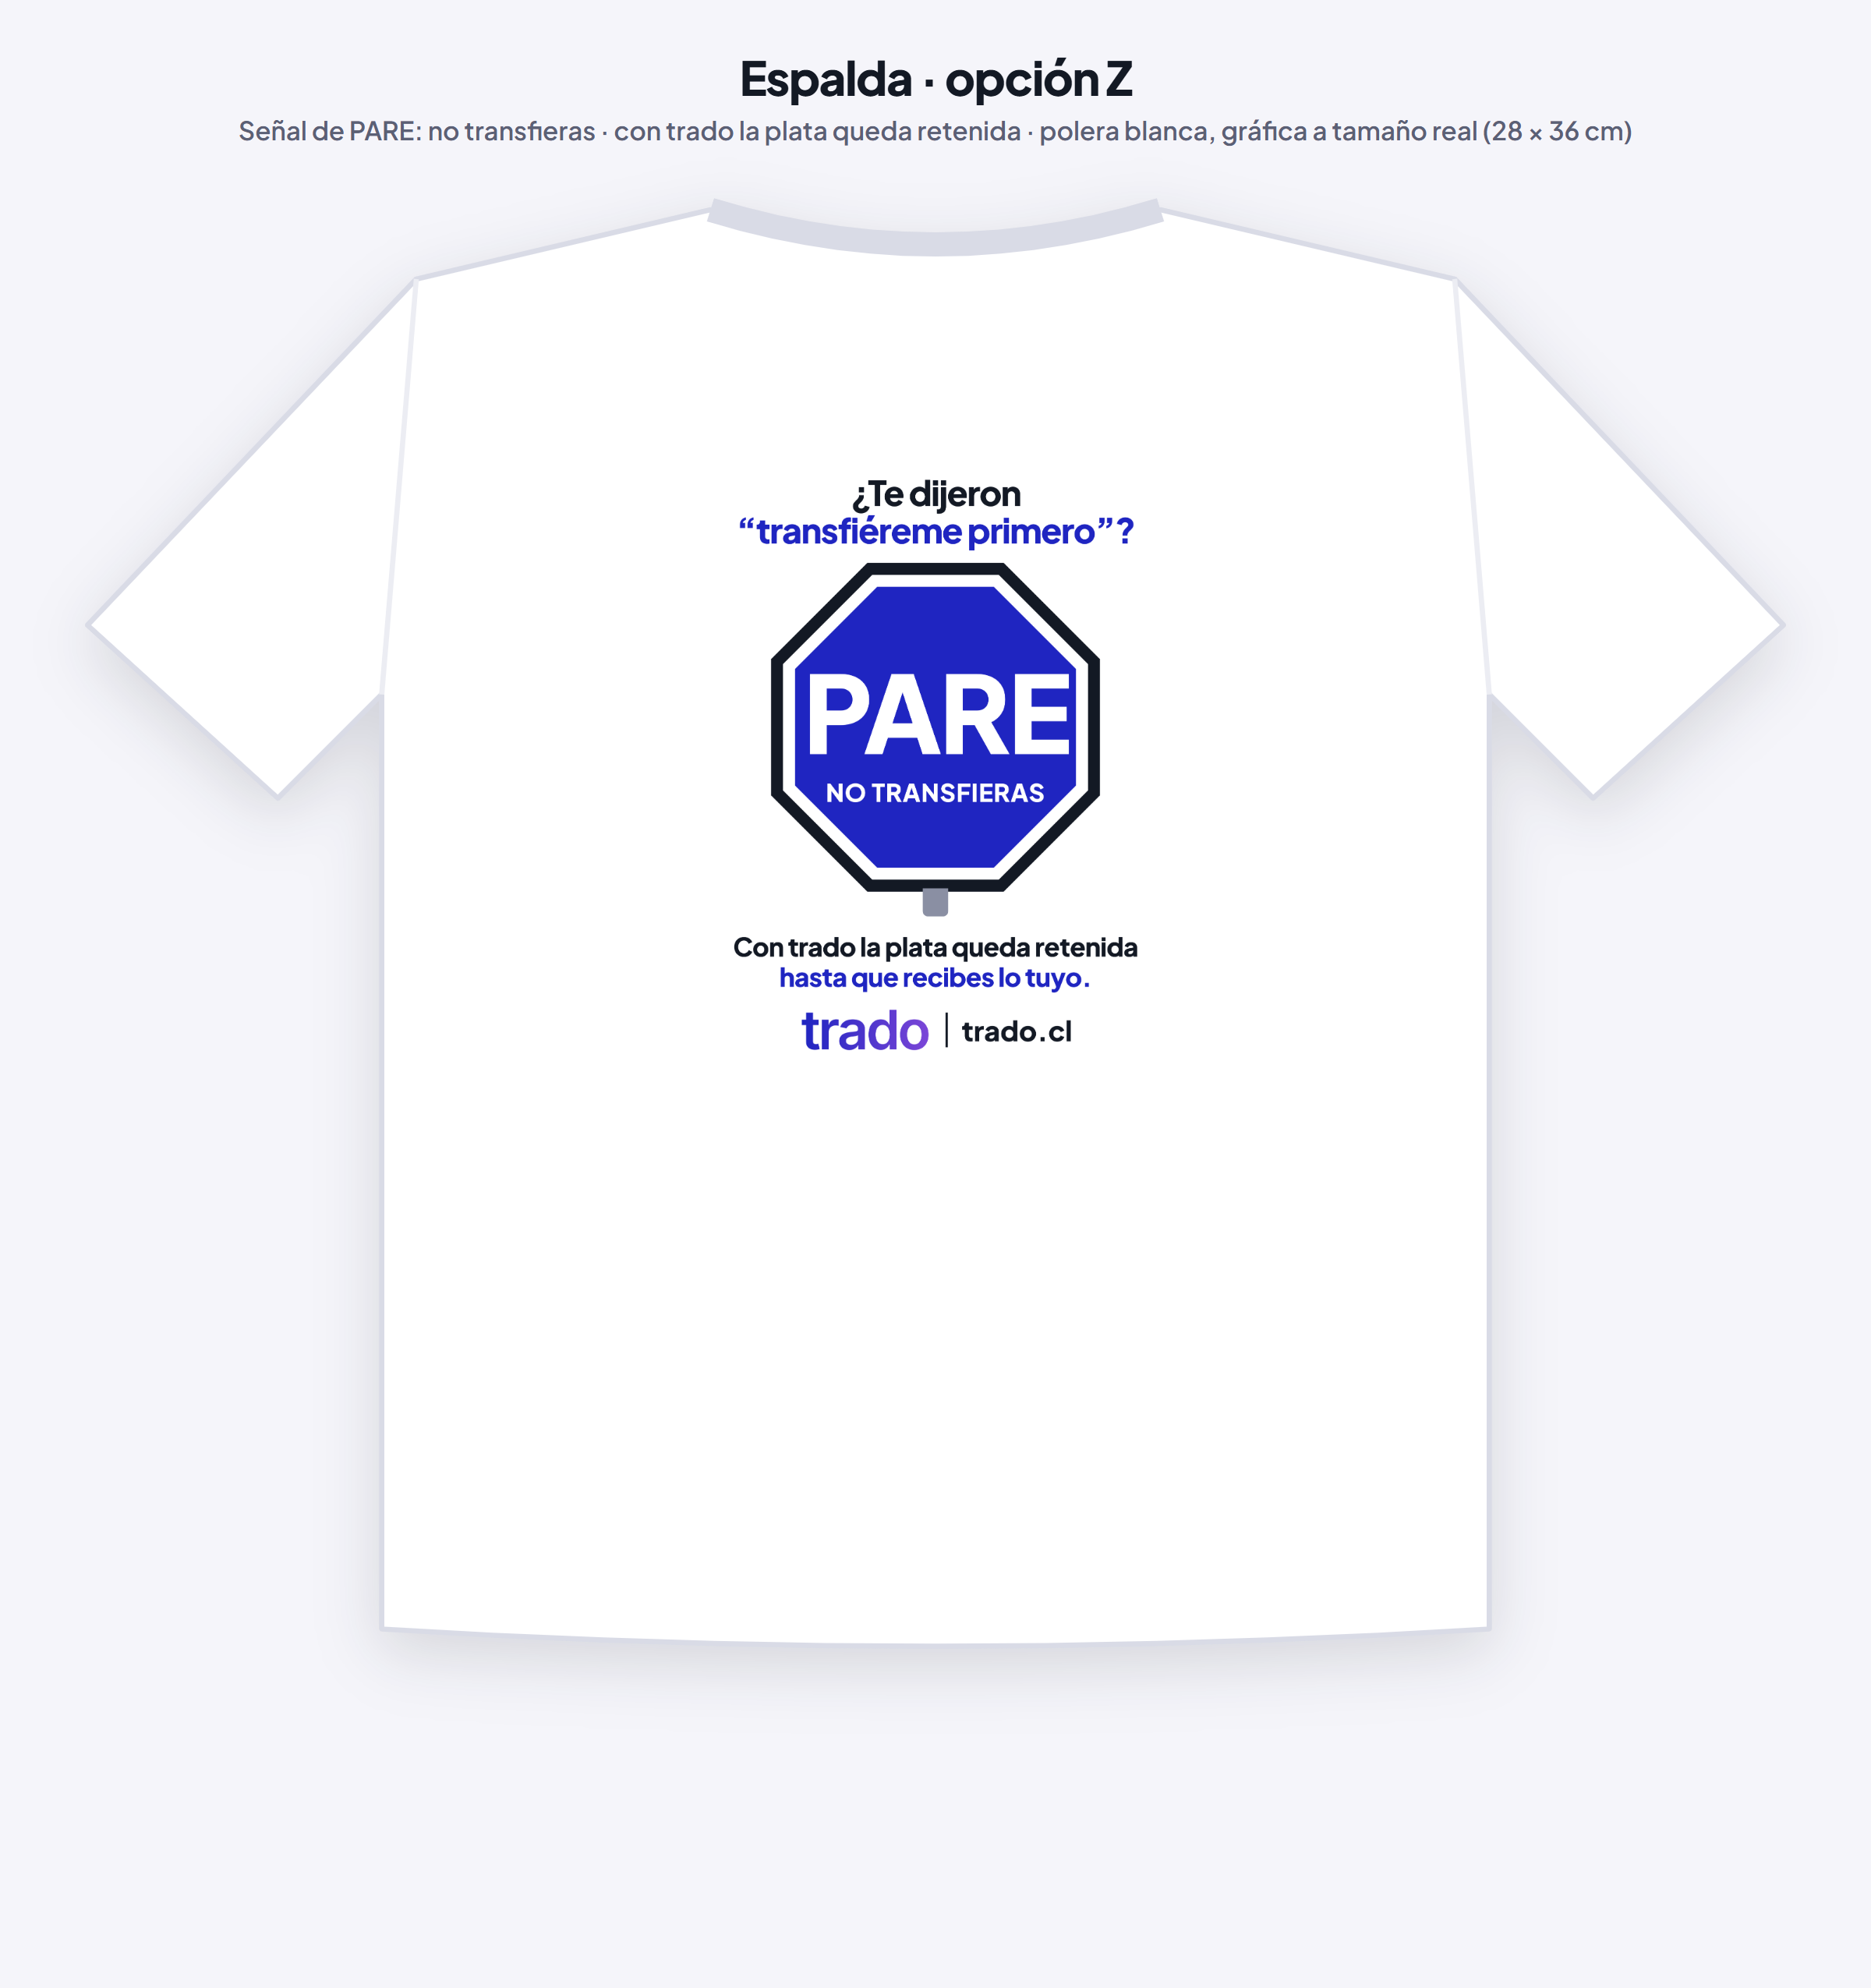 Espalda · opción Z
Señal de PARE: no transfieras · con trado la plata queda retenida · polera blanca, gráfica a tamaño real (28 × 36 cm)
¿Te dijeron
“transfiéreme primero”?
PARE
NO TRANSFIERAS
Con trado la plata queda retenida
hasta que recibes lo tuyo.
trado | trado.cl